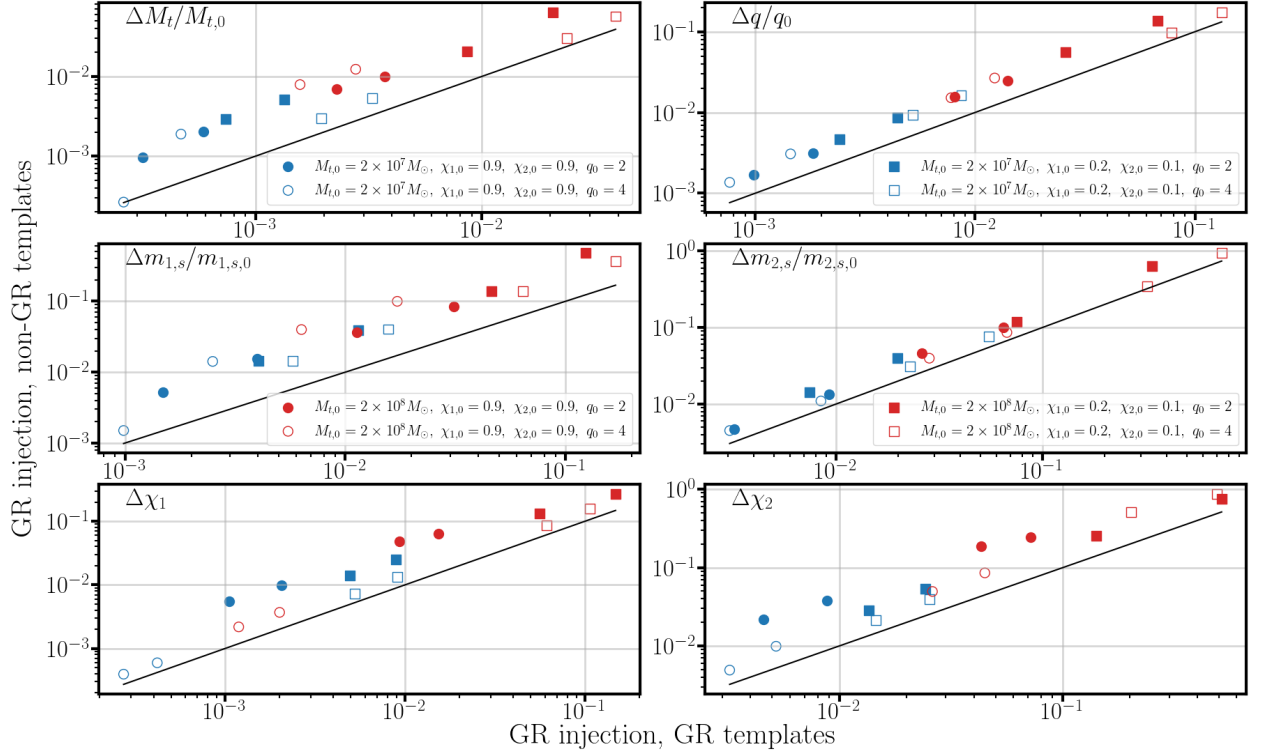 GR injection, non-GR templates
ΔM_t/M_{t,0}
10^{-2}
10^{-3}
M_{t,0} = 2 × 10^7 M_⊙, χ_{1,0} = 0.9, χ_{2,0} = 0.9, q_0 = 2
M_{t,0} = 2 × 10^7 M_⊙, χ_{1,0} = 0.9, χ_{2,0} = 0.9, q_0 = 4
10^{-3} 10^{-2}
Δq/q_0
10^{-1}
10^{-2}
10^{-3}
M_{t,0} = 2 × 10^7 M_⊙, χ_{1,0} = 0.2, χ_{2,0} = 0.1, q_0 = 2
M_{t,0} = 2 × 10^7 M_⊙, χ_{1,0} = 0.2, χ_{2,0} = 0.1, q_0 = 4
10^{-3} 10^{-2} 10^{-1}
Δm_{1,s}/m_{1,s,0}
10^{-1}
10^{-2}
10^{-3}
M_{t,0} = 2 × 10^8 M_⊙, χ_{1,0} = 0.9, χ_{2,0} = 0.9, q_0 = 2
M_{t,0} = 2 × 10^8 M_⊙, χ_{1,0} = 0.9, χ_{2,0} = 0.9, q_0 = 4
10^{-3} 10^{-2} 10^{-1}
Δm_{2,s}/m_{2,s,0}
10^0
10^{-1}
10^{-2}
M_{t,0} = 2 × 10^8 M_⊙, χ_{1,0} = 0.2, χ_{2,0} = 0.1, q_0 = 2
M_{t,0} = 2 × 10^8 M_⊙, χ_{1,0} = 0.2, χ_{2,0} = 0.1, q_0 = 4
10^{-2} 10^{-1}
Δχ_1
10^{-1}
10^{-2}
10^{-3}
10^{-3} 10^{-2} 10^{-1}
Δχ_2
10^0
10^{-1}
10^{-2}
10^{-2} 10^{-1}
GR injection, GR templates